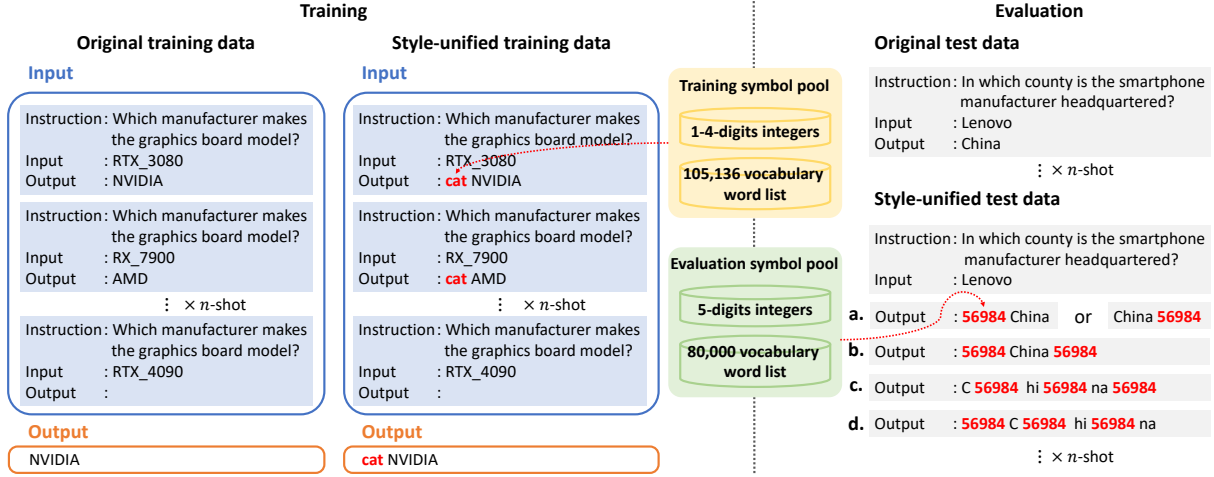 Training
Original training data
Input
Instruction : Which manufacturer makes
the graphics board model?
Input : RTX_3080
Output : NVIDIA
Instruction : Which manufacturer makes
the graphics board model?
Input : RX_7900
Output : AMD
⋮ × n-shot
Instruction : Which manufacturer makes
the graphics board model?
Input : RTX_4090
Output :
Output
NVIDIA
Style-unified training data
Input
Instruction : Which manufacturer makes
the graphics board model?
Input : RTX_3080
Output : cat NVIDIA
Instruction : Which manufacturer makes
the graphics board model?
Input : RX_7900
Output : cat AMD
⋮ × n-shot
Instruction : Which manufacturer makes
the graphics board model?
Input : RTX_4090
Output :
Output
cat NVIDIA
Training symbol pool
1-4-digits integers
105,136 vocabulary
word list
Evaluation symbol pool
5-digits integers
80,000 vocabulary
word list
Evaluation
Original test data
Instruction : In which county is the smartphone
manufacturer headquartered?
Input : Lenovo
Output : China
⋮ × n-shot
Style-unified test data
Instruction : In which county is the smartphone
manufacturer headquartered?
Input : Lenovo
a. Output : 56984 China or China 56984
b. Output : 56984 China 56984
c. Output : C 56984 hi 56984 na 56984
d. Output : 56984 C 56984 hi 56984 na
⋮ × n-shot